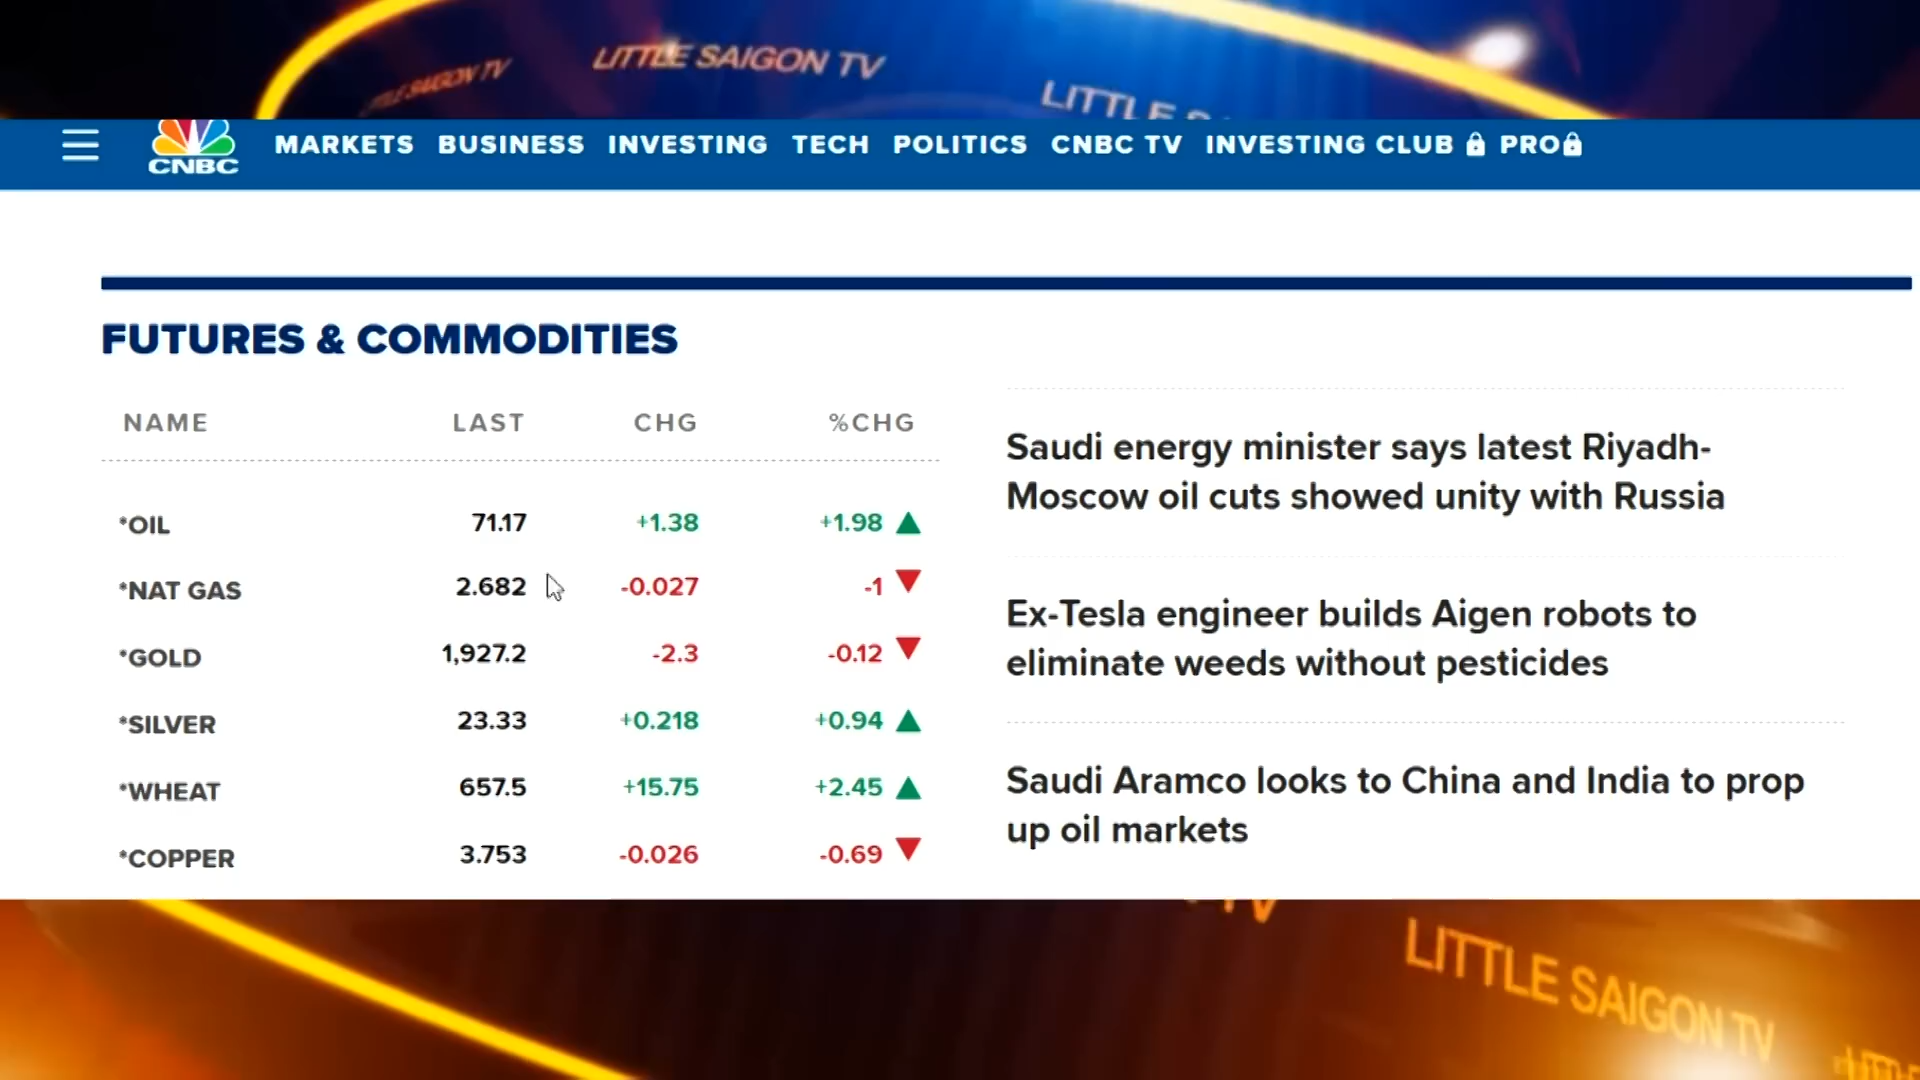 LITTLE SAIGON TV
LITTLE SAIGON TV
LITTLE
CNBC
MARKETS BUSINESS INVESTING TECH POLITICS CNBC TV INVESTING CLUB PRO
FUTURES & COMMODITIES
NAME LAST CHG %CHG
*OIL 71.17 +1.38 +1.98
*NAT GAS 2.682 -0.027 -1
*GOLD 1,927.2 -2.3 -0.12
*SILVER 23.33 +0.218 +0.94
*WHEAT 657.5 +15.75 +2.45
*COPPER 3.753 -0.026 -0.69
Saudi energy minister says latest Riyadh-
Moscow oil cuts showed unity with Russia
Ex-Tesla engineer builds Aigen robots to
eliminate weeds without pesticides
Saudi Aramco looks to China and India to prop
up oil markets
TV
LITTLE SAIGON TV